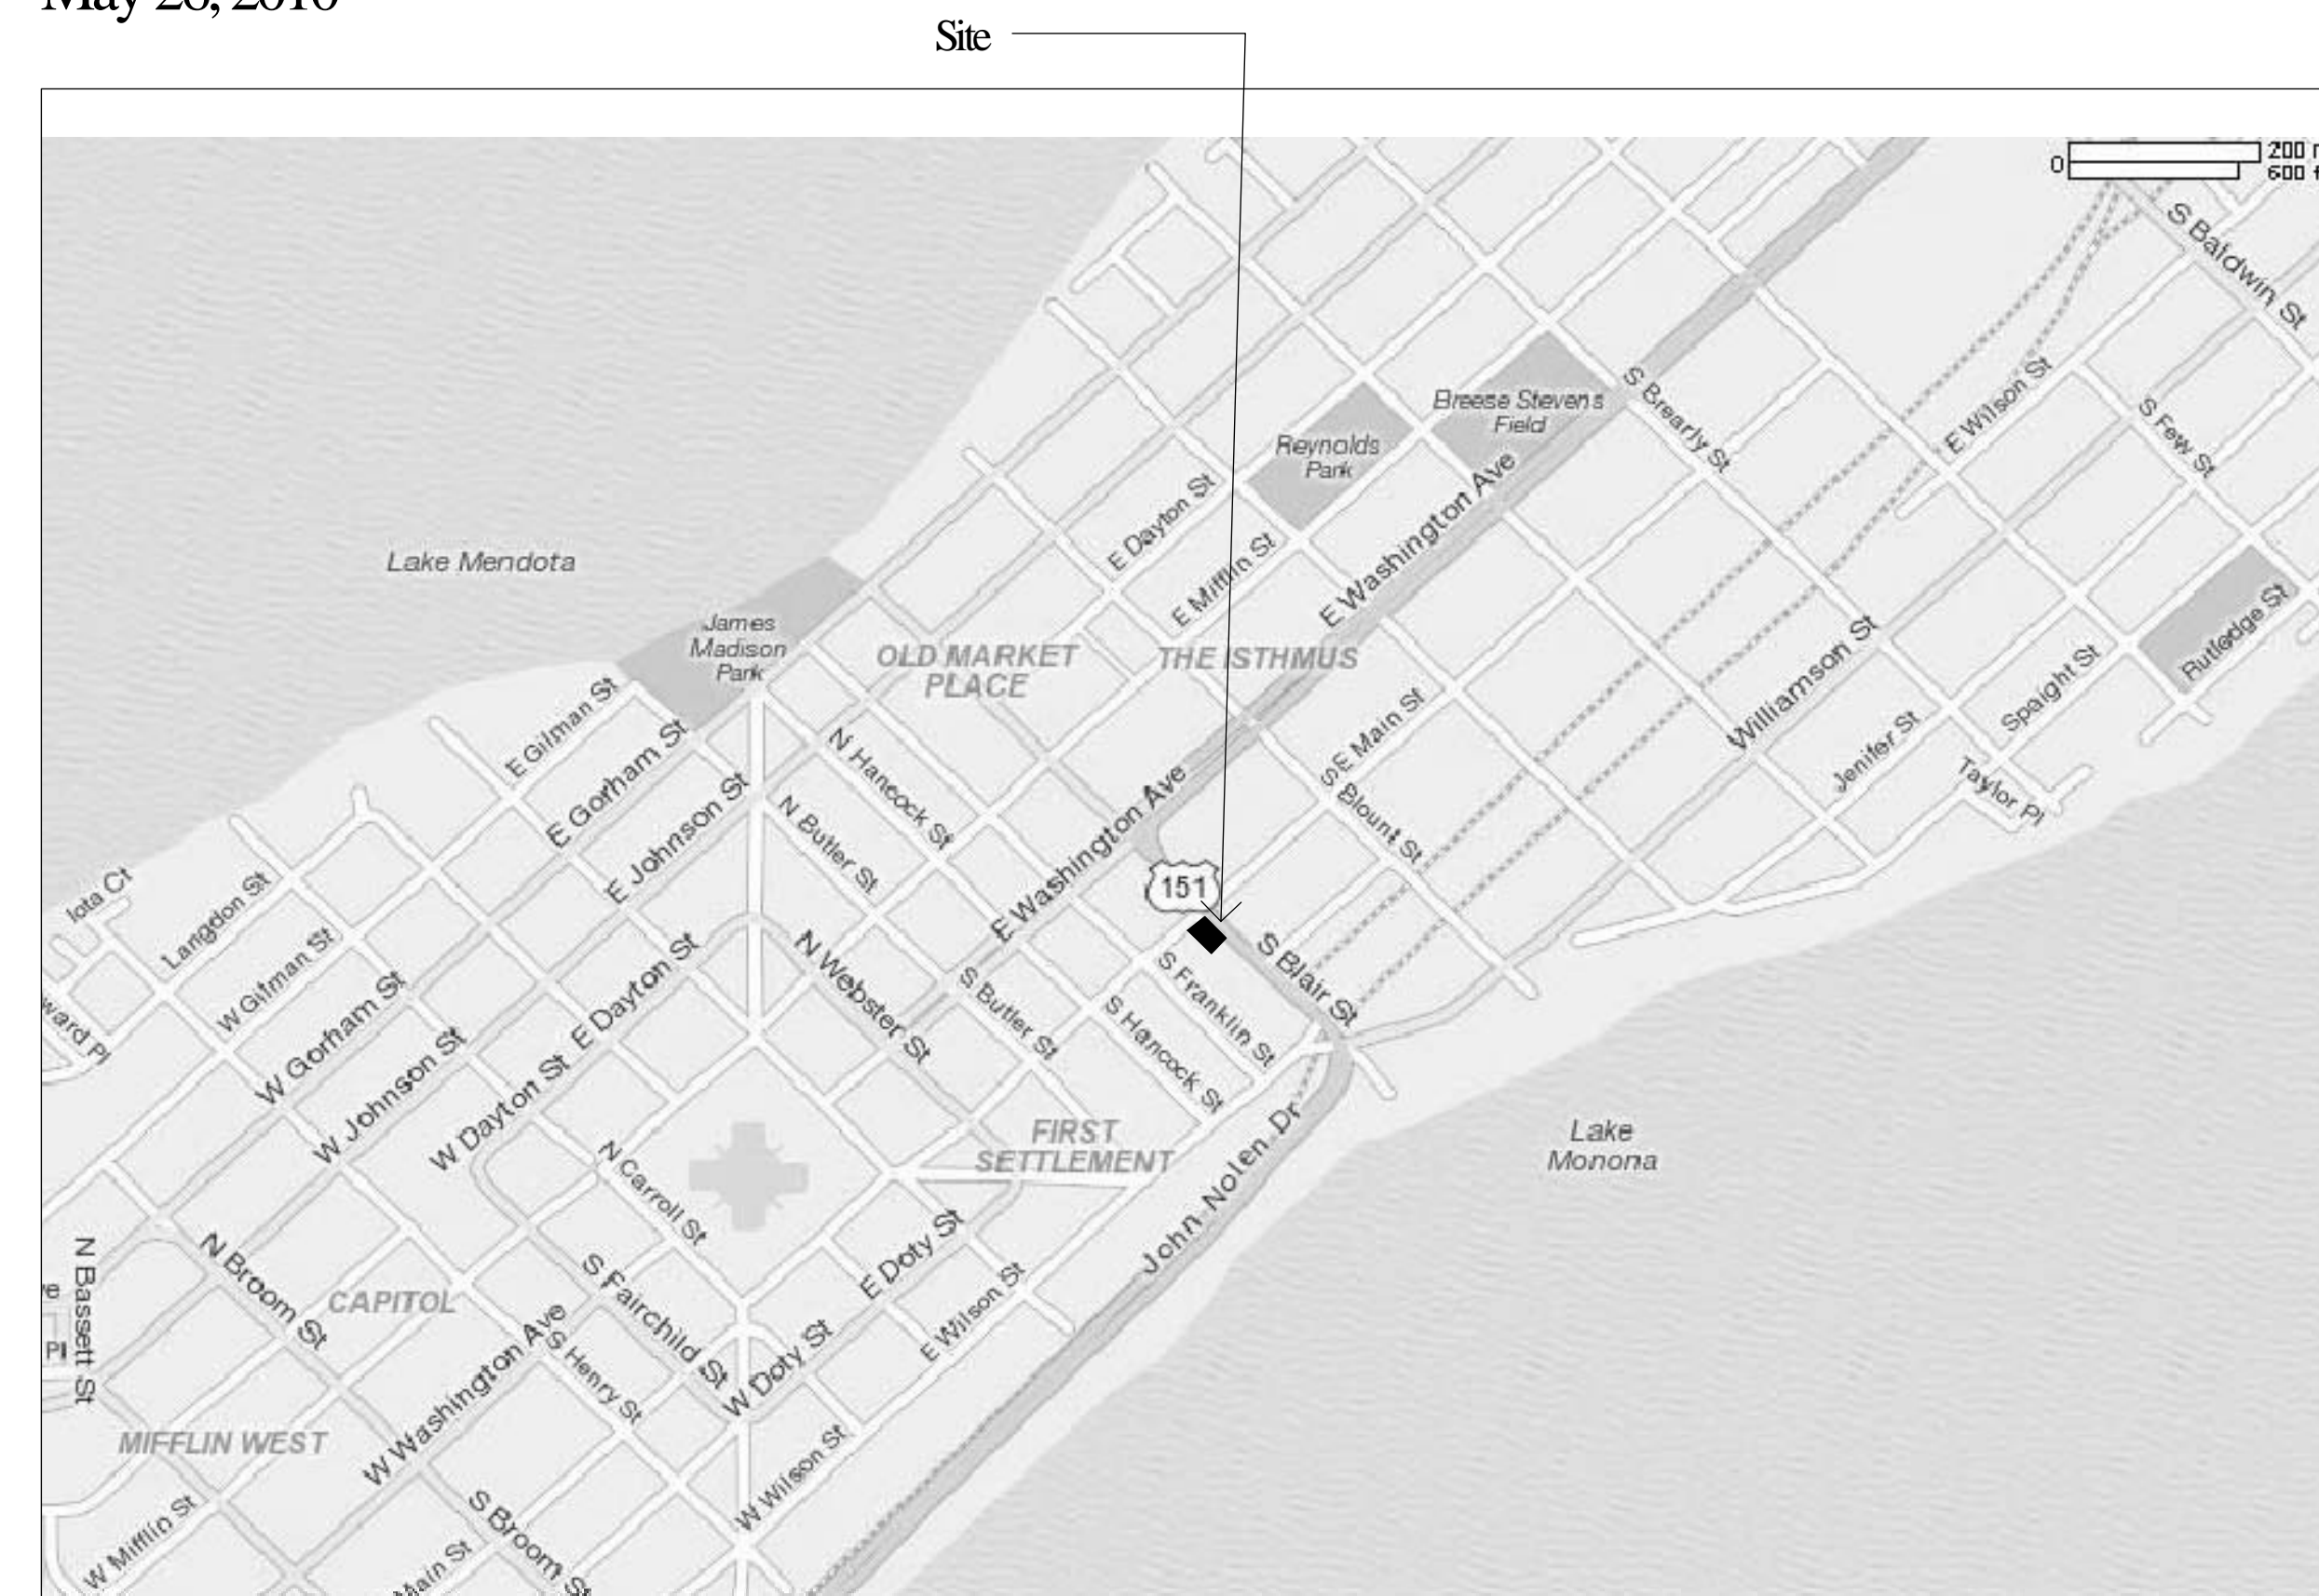 Site
0
200
600
S Baldwin St
Breese Stevens
Field
S Brearly St
E Wilson St
S Few St
Reynolds
Park
E Dayton St
E Mifflin St
E Washington Ave
Lake Mendota
James
Madison
Park
OLD MARKET
PLACE
THE ISTHMUS
Rutledge St
Williamson St
Spaight St
Jenifer St
Taylor Pl
E Gilman St
E Gorham St
E Johnson St
N Hancock St
N Butler St
S
E Main St
S Blount St
E Washington Ave
151
Iota Ct
Langdon St
W Gilman St
W Gorham St
W Johnson St
W Dayton St
E Dayton St
N Webster St
S Butler St
S Franklin St
S Hancock St
S Blair St
ward Pl
FIRST
SETTLEMENT
John Nolen Dr
Lake
Monona
N Carroll St
N Bassett St
N Broom St
CAPITOL
S Fairchild St
E Doty St
E Wilson St
Pl
S Henry St
W Washington Ave
W Doty St
MIFFLIN WEST
W Wilson St
W Mifflin St
S Broom St
Main St